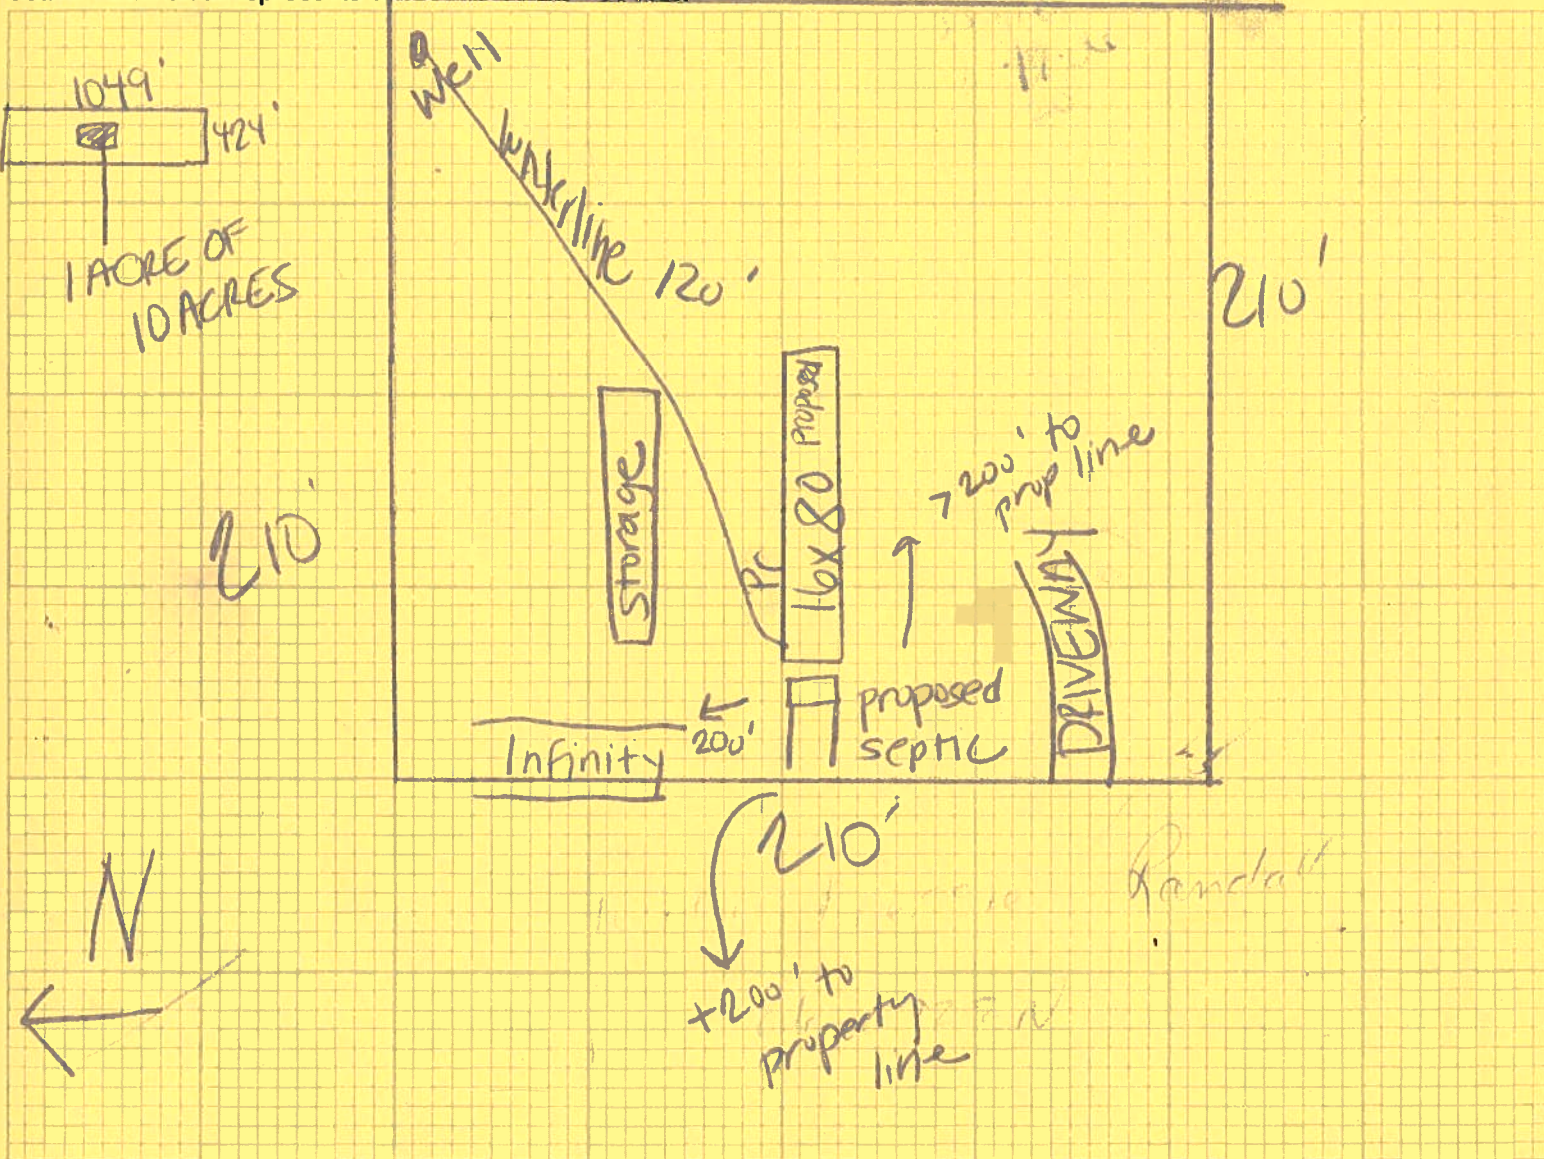 1049'
424'
1 ACRE OF
10 ACRES
Well
Waterline 120'
210'
210'
Storage
16x80 proposed
>200' to
prop line
DRIVEWAY
Infinity
200'
proposed
septic
210'
Randall
N
+200' to
property
line